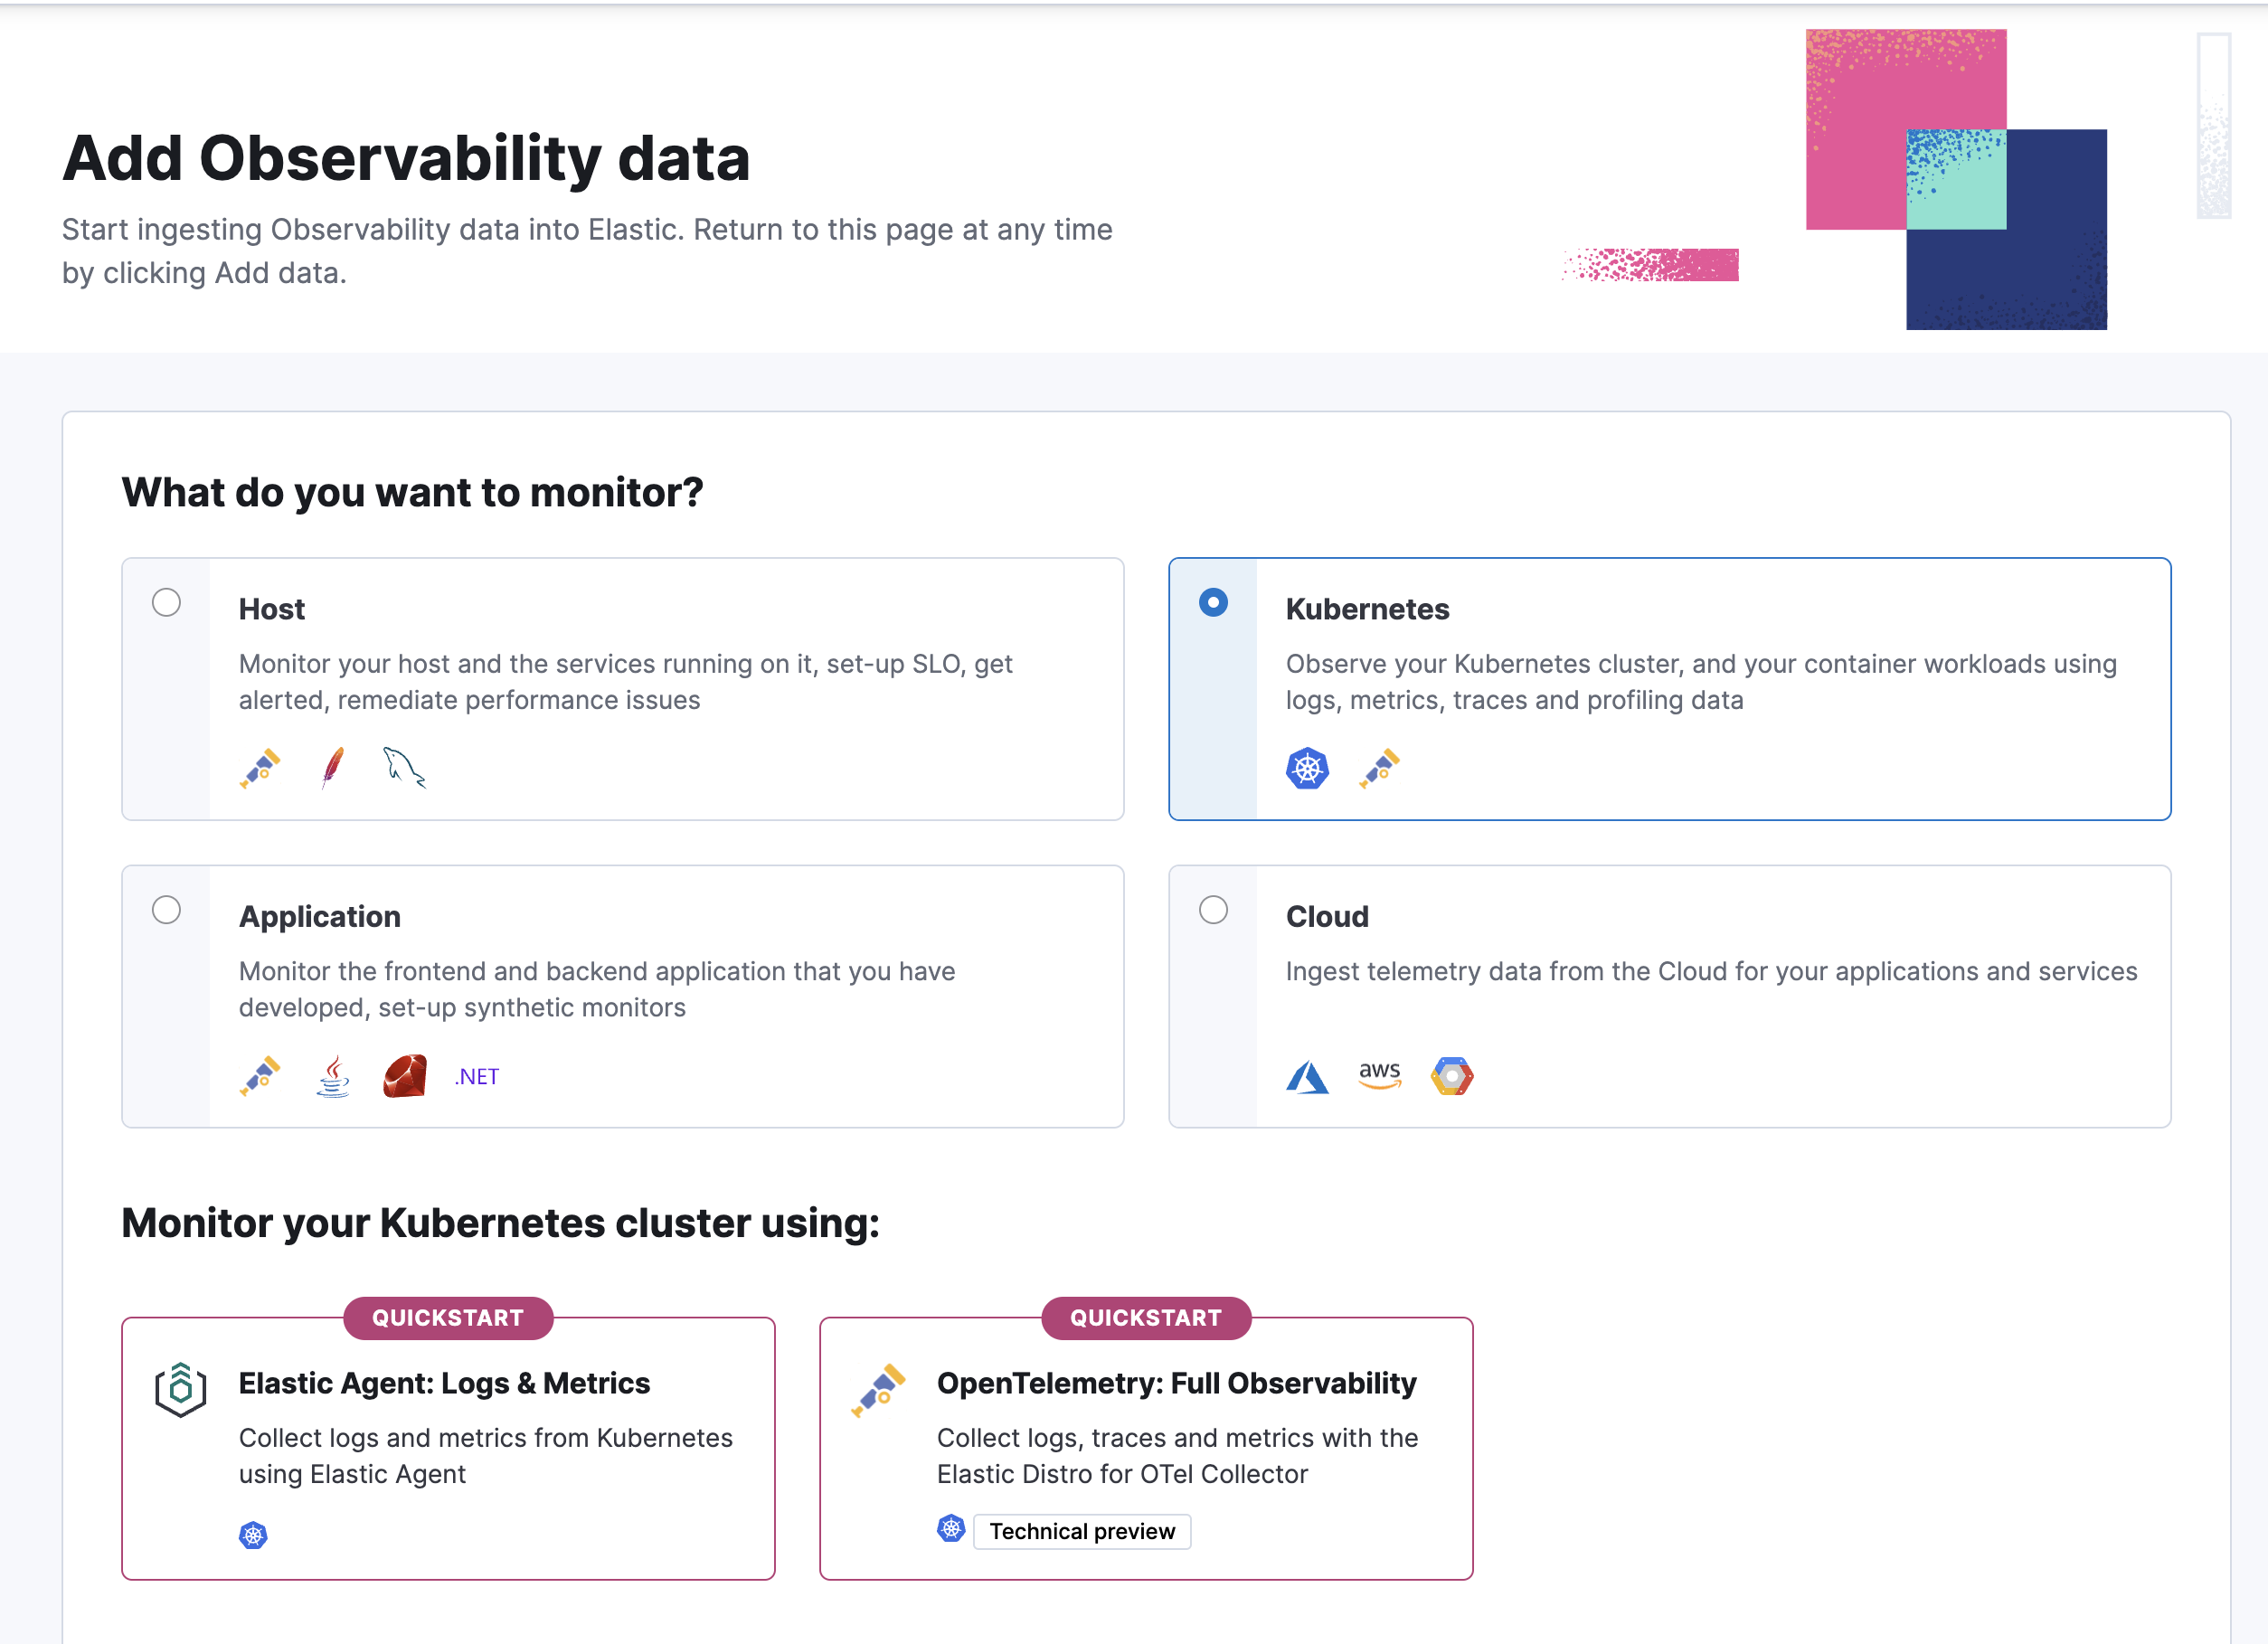 Add Observability data
Start ingesting Observability data into Elastic. Return to this page at any time
by clicking Add data.
What do you want to monitor?
Host
Monitor your host and the services running on it, set-up SLO, get
alerted, remediate performance issues
Kubernetes
Observe your Kubernetes cluster, and your container workloads using
logs, metrics, traces and profiling data
Application
Monitor the frontend and backend application that you have
developed, set-up synthetic monitors
.NET
Cloud
Ingest telemetry data from the Cloud for your applications and services
aws
Monitor your Kubernetes cluster using:
QUICKSTART
Elastic Agent: Logs & Metrics
Collect logs and metrics from Kubernetes
using Elastic Agent
QUICKSTART
OpenTelemetry: Full Observability
Collect logs, traces and metrics with the
Elastic Distro for OTel Collector
Technical preview